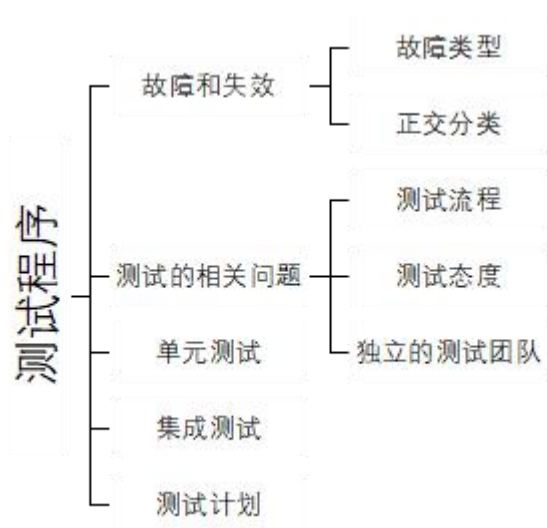 测试程序
故障和失效
故障类型
正交分类
测试的相关问题
测试流程
测试态度
独立的测试团队
单元测试
集成测试
测试计划